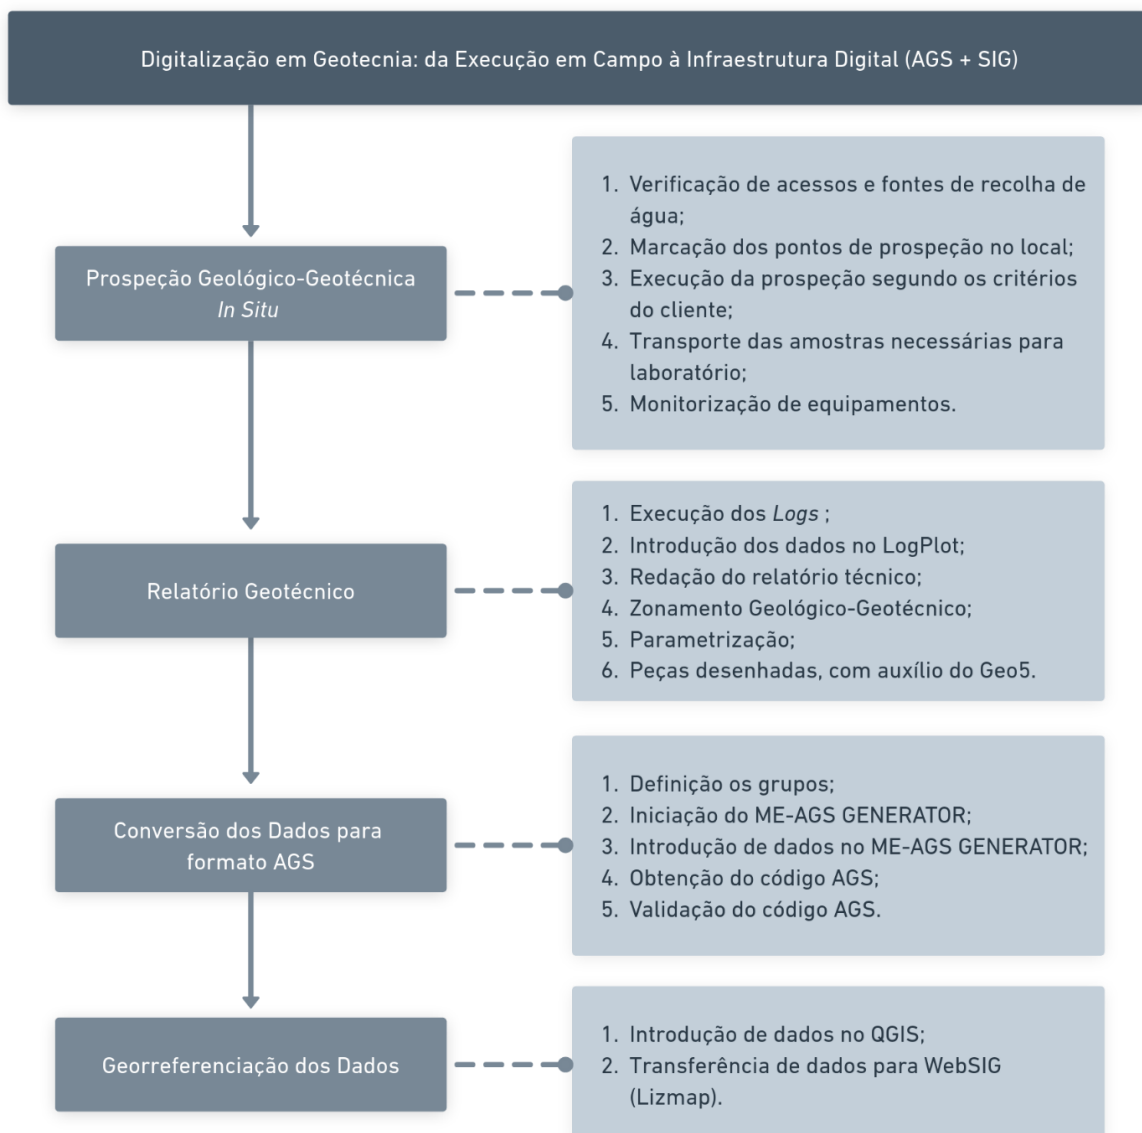 Digitalização em Geotecnia: da Execução em Campo à Infraestrutura Digital (AGS + SIG)
Prospeção Geológico-Geotécnica
In Situ
1. Verificação de acessos e fontes de recolha de
água;
2. Marcação dos pontos de prospeção no local;
3. Execução da prospeção segundo os critérios
do cliente;
4. Transporte das amostras necessárias para
laboratório;
5. Monitorização de equipamentos.
Relatório Geotécnico
1. Execução dos Logs ;
2. Introdução dos dados no LogPlot;
3. Redação do relatório técnico;
4. Zonamento Geológico-Geotécnico;
5. Parametrização;
6. Peças desenhadas, com auxílio do Geo5.
Conversão dos Dados para
formato AGS
1. Definição os grupos;
2. Iniciação do ME-AGS GENERATOR;
3. Introdução de dados no ME-AGS GENERATOR;
4. Obtenção do código AGS;
5. Validação do código AGS.
Georreferenciação dos Dados
1. Introdução de dados no QGIS;
2. Transferência de dados para WebSIG
(Lizmap).